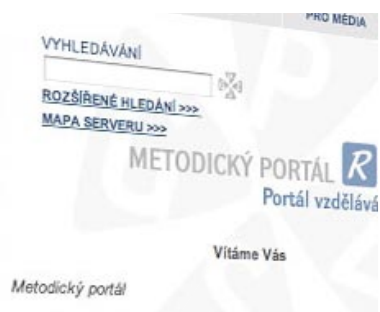 PRO MÉDIA
VYHLEDÁVÁNÍ
ROZŠÍŘENÉ HLEDÁNÍ >>>
MAPA SERVERU >>>
METODICKÝ PORTÁL R
Portál vzdělává
Vítáme Vás
Metodický portál